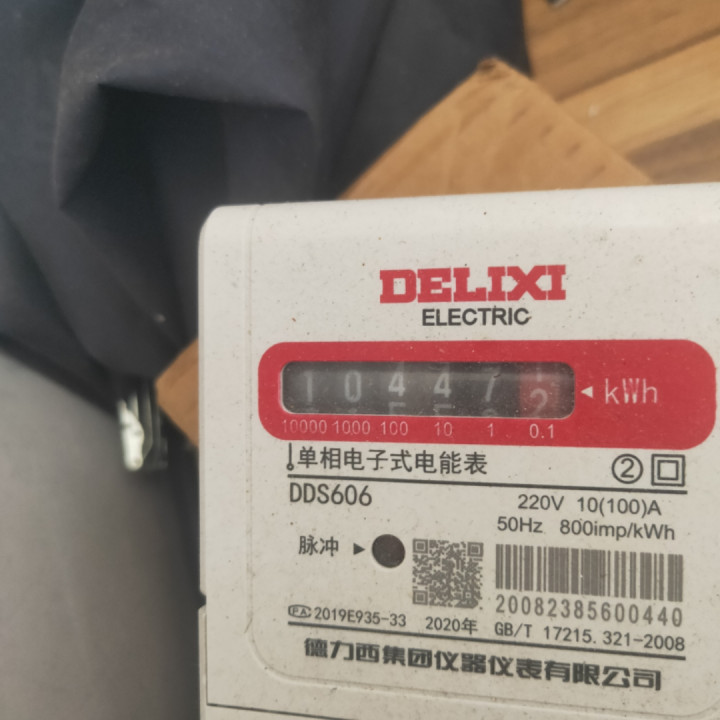 DELIXI
ELECTRIC
1 0 4 4 7 2 kWh
10000 1000 100 10 1 0.1
单相电子式电能表 2
DDS606
220V 10(100)A
50Hz 800imp/kWh
脉冲
20082385600440
PA 2019E935-33 2020年 GB/T 17215.321-2008
德力西集团仪器仪表有限公司